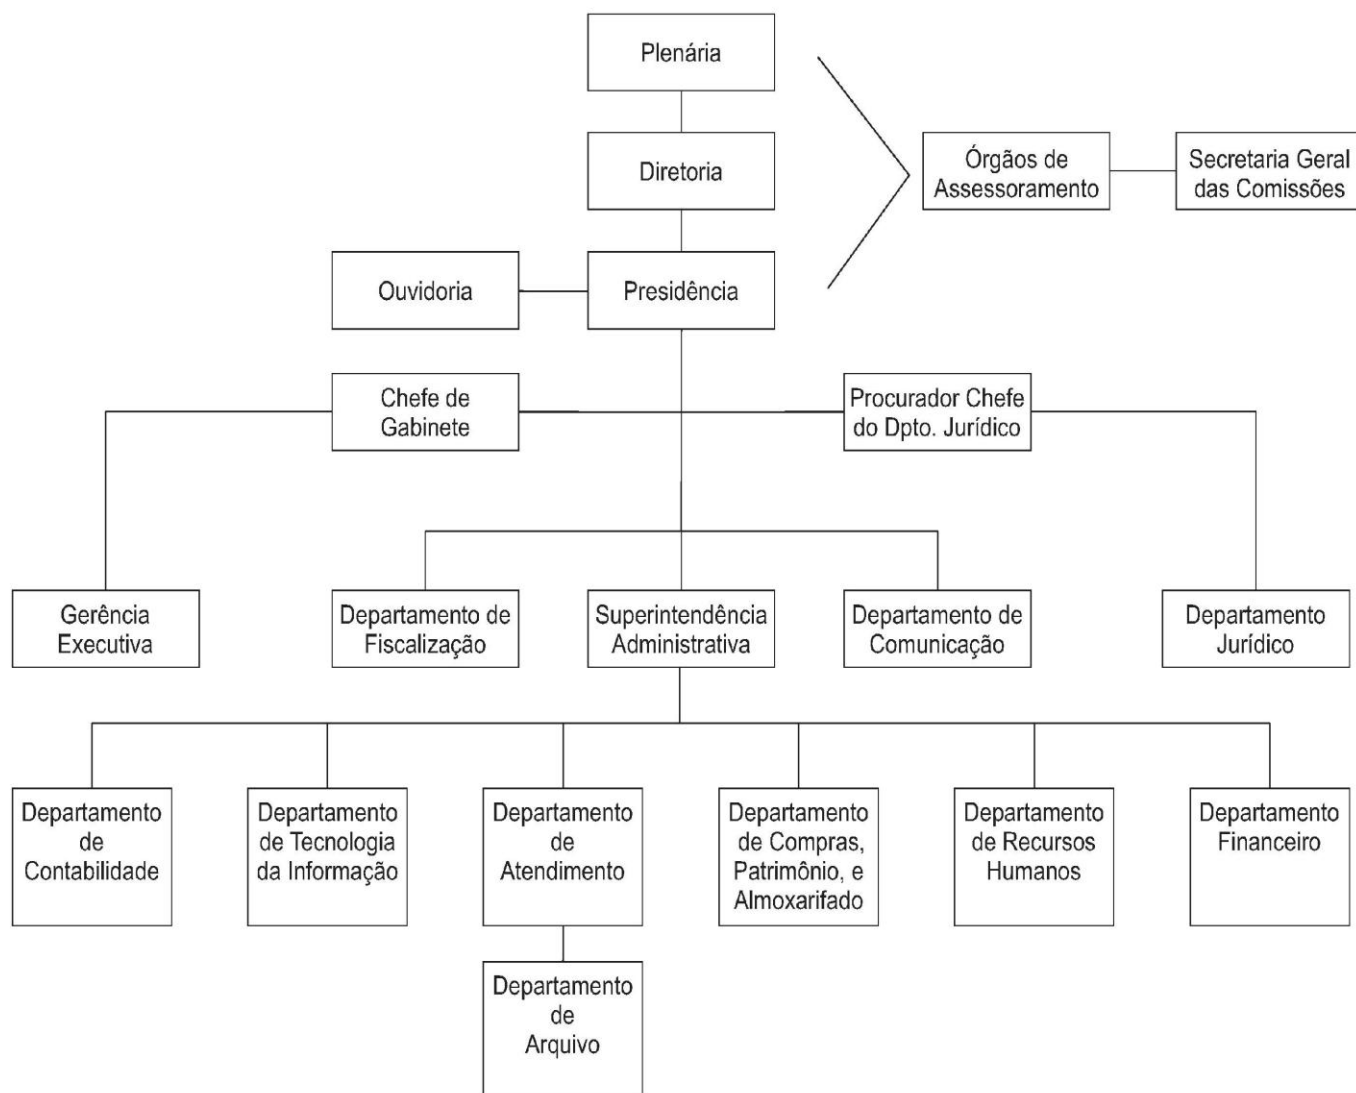 Plenária
Diretoria
Órgãos de
Assessoramento
Secretaria Geral
das Comissões
Ouvidoria
Presidência
Chefe de
Gabinete
Procurador Chefe
do Dpto. Jurídico
Gerência
Executiva
Departamento de
Fiscalização
Superintendência
Administrativa
Departamento de
Comunicação
Departamento
Jurídico
Departamento
de
Contabilidade
Departamento
de Tecnologia
da Informação
Departamento
de
Atendimento
Departamento
de Compras,
Patrimônio, e
Almoxarifado
Departamento
de Recursos
Humanos
Departamento
Financeiro
Departamento
de
Arquivo